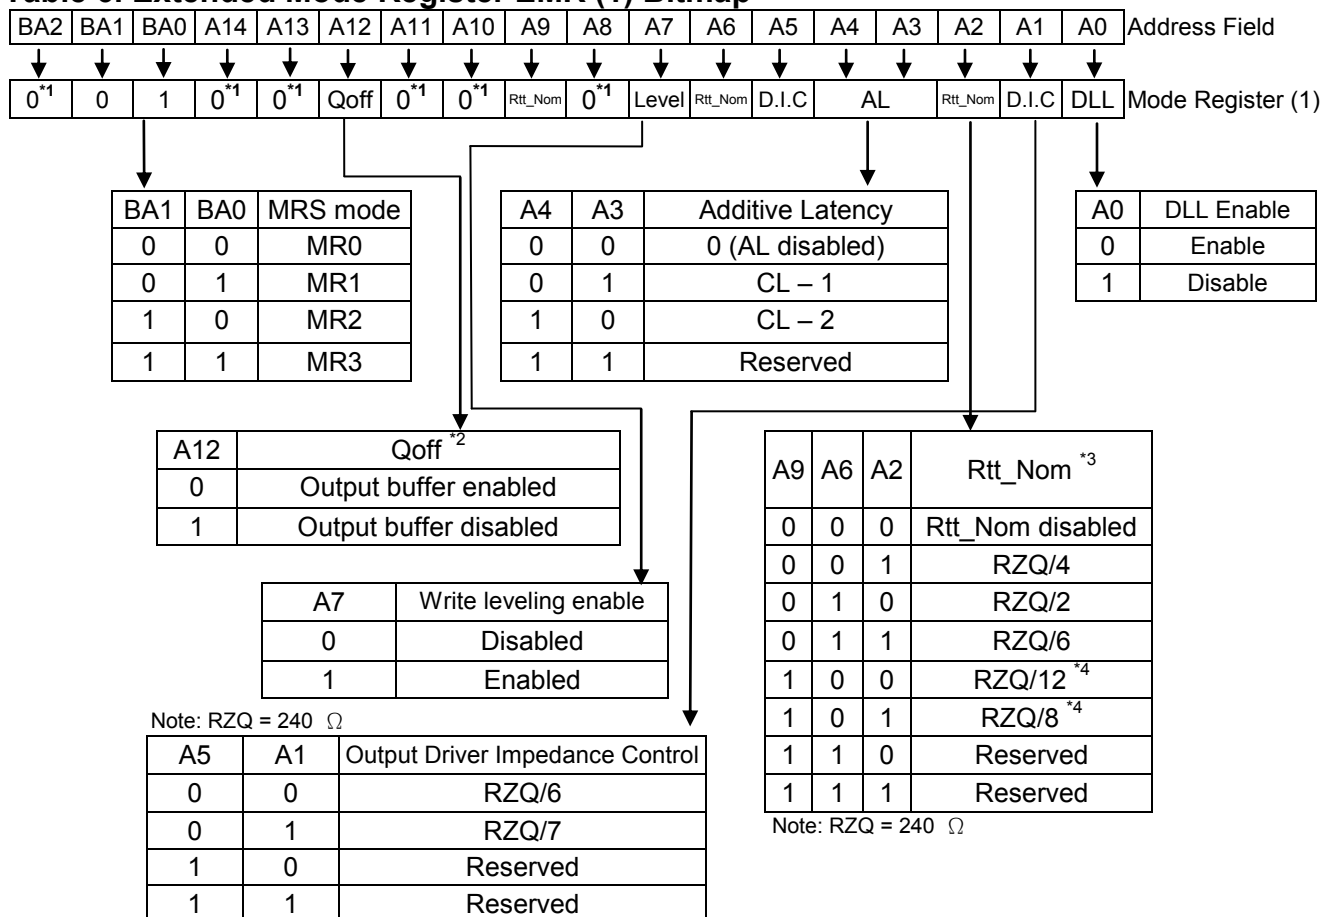 Table 6. Extended Mode Register EMR (1) Bitmap
BA2 BA1 BA0 A14 A13 A12 A11 A10 A9 A8 A7 A6 A5 A4 A3 A2 A1 A0 Address Field
0*1 0 1 0*1 0*1 Qoff 0*1 0*1 Rtt_Nom 0*1 Level Rtt_Nom D.I.C AL Rtt_Nom D.I.C DLL Mode Register (1)
BA1 BA0 MRS mode
0 0 MR0
0 1 MR1
1 0 MR2
1 1 MR3
A4 A3 Additive Latency
0 0 0 (AL disabled)
0 1 CL – 1
1 0 CL – 2
1 1 Reserved
A0 DLL Enable
0 Enable
1 Disable
A12 Qoff *2
0 Output buffer enabled
1 Output buffer disabled
A7 Write leveling enable
0 Disabled
1 Enabled
Note: RZQ = 240 Ω
A5 A1 Output Driver Impedance Control
0 0 RZQ/6
0 1 RZQ/7
1 0 Reserved
1 1 Reserved
A9 A6 A2 Rtt_Nom *3
0 0 0 Rtt_Nom disabled
0 0 1 RZQ/4
0 1 0 RZQ/2
0 1 1 RZQ/6
1 0 0 RZQ/12 *4
1 0 1 RZQ/8 *4
1 1 0 Reserved
1 1 1 Reserved
Note: RZQ = 240 Ω